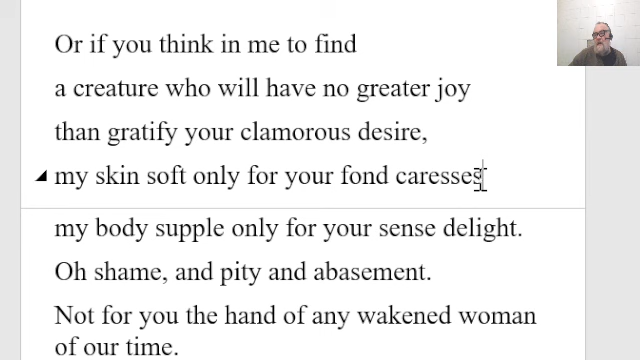 Or if you think in me to find
a creature who will have no greater joy
than gratify your clamorous desire,
my skin soft only for your fond caresses
my body supple only for your sense delight.
Oh shame, and pity and abasement.
Not for you the hand of any wakened woman
of our time.